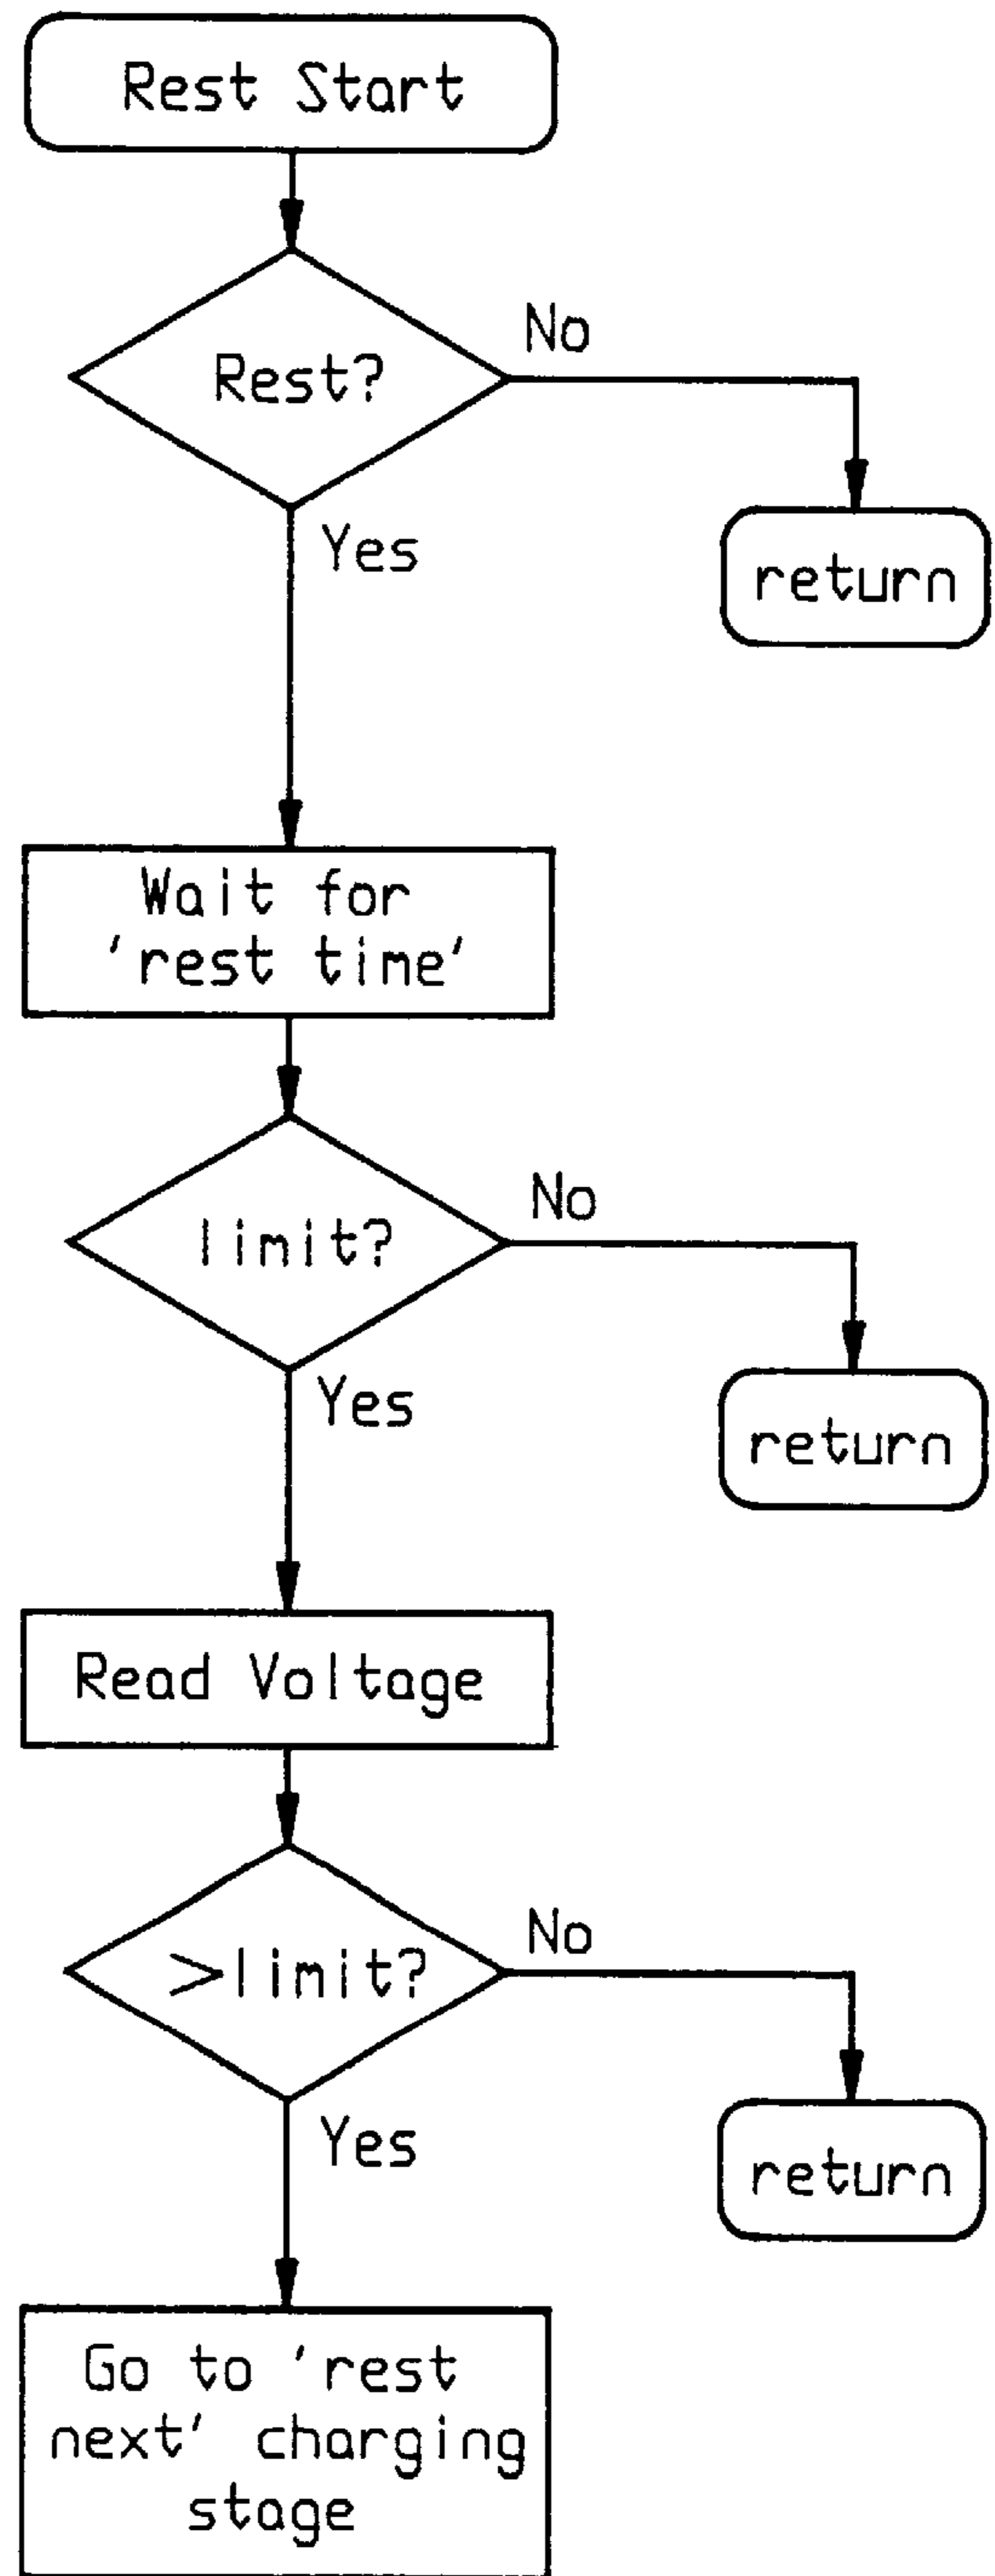 Rest Start
Rest?
No
return
Yes
Wait for
'rest time'
limit?
No
return
Yes
Read Voltage
>limit?
No
return
Yes
Go to 'rest
next' charging
stage